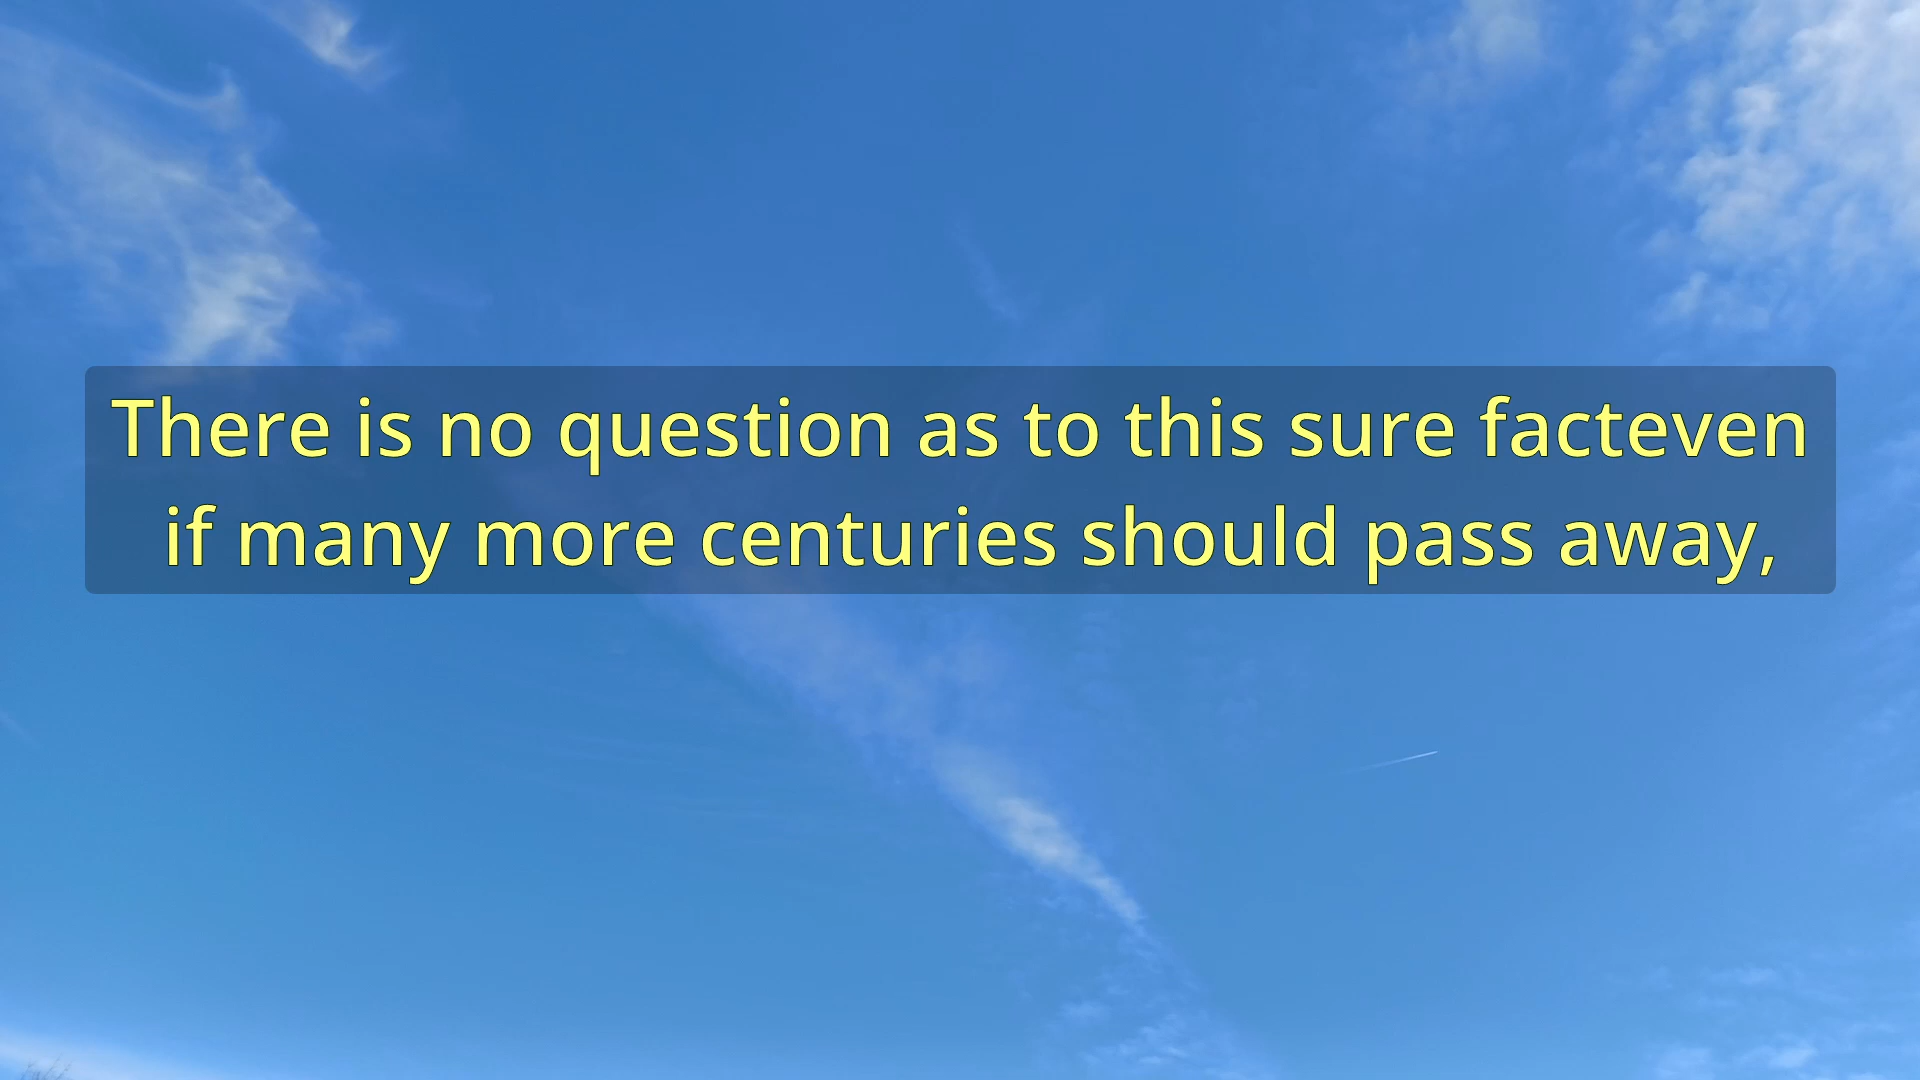 There is no question as to this sure facteven
if many more centuries should pass away,